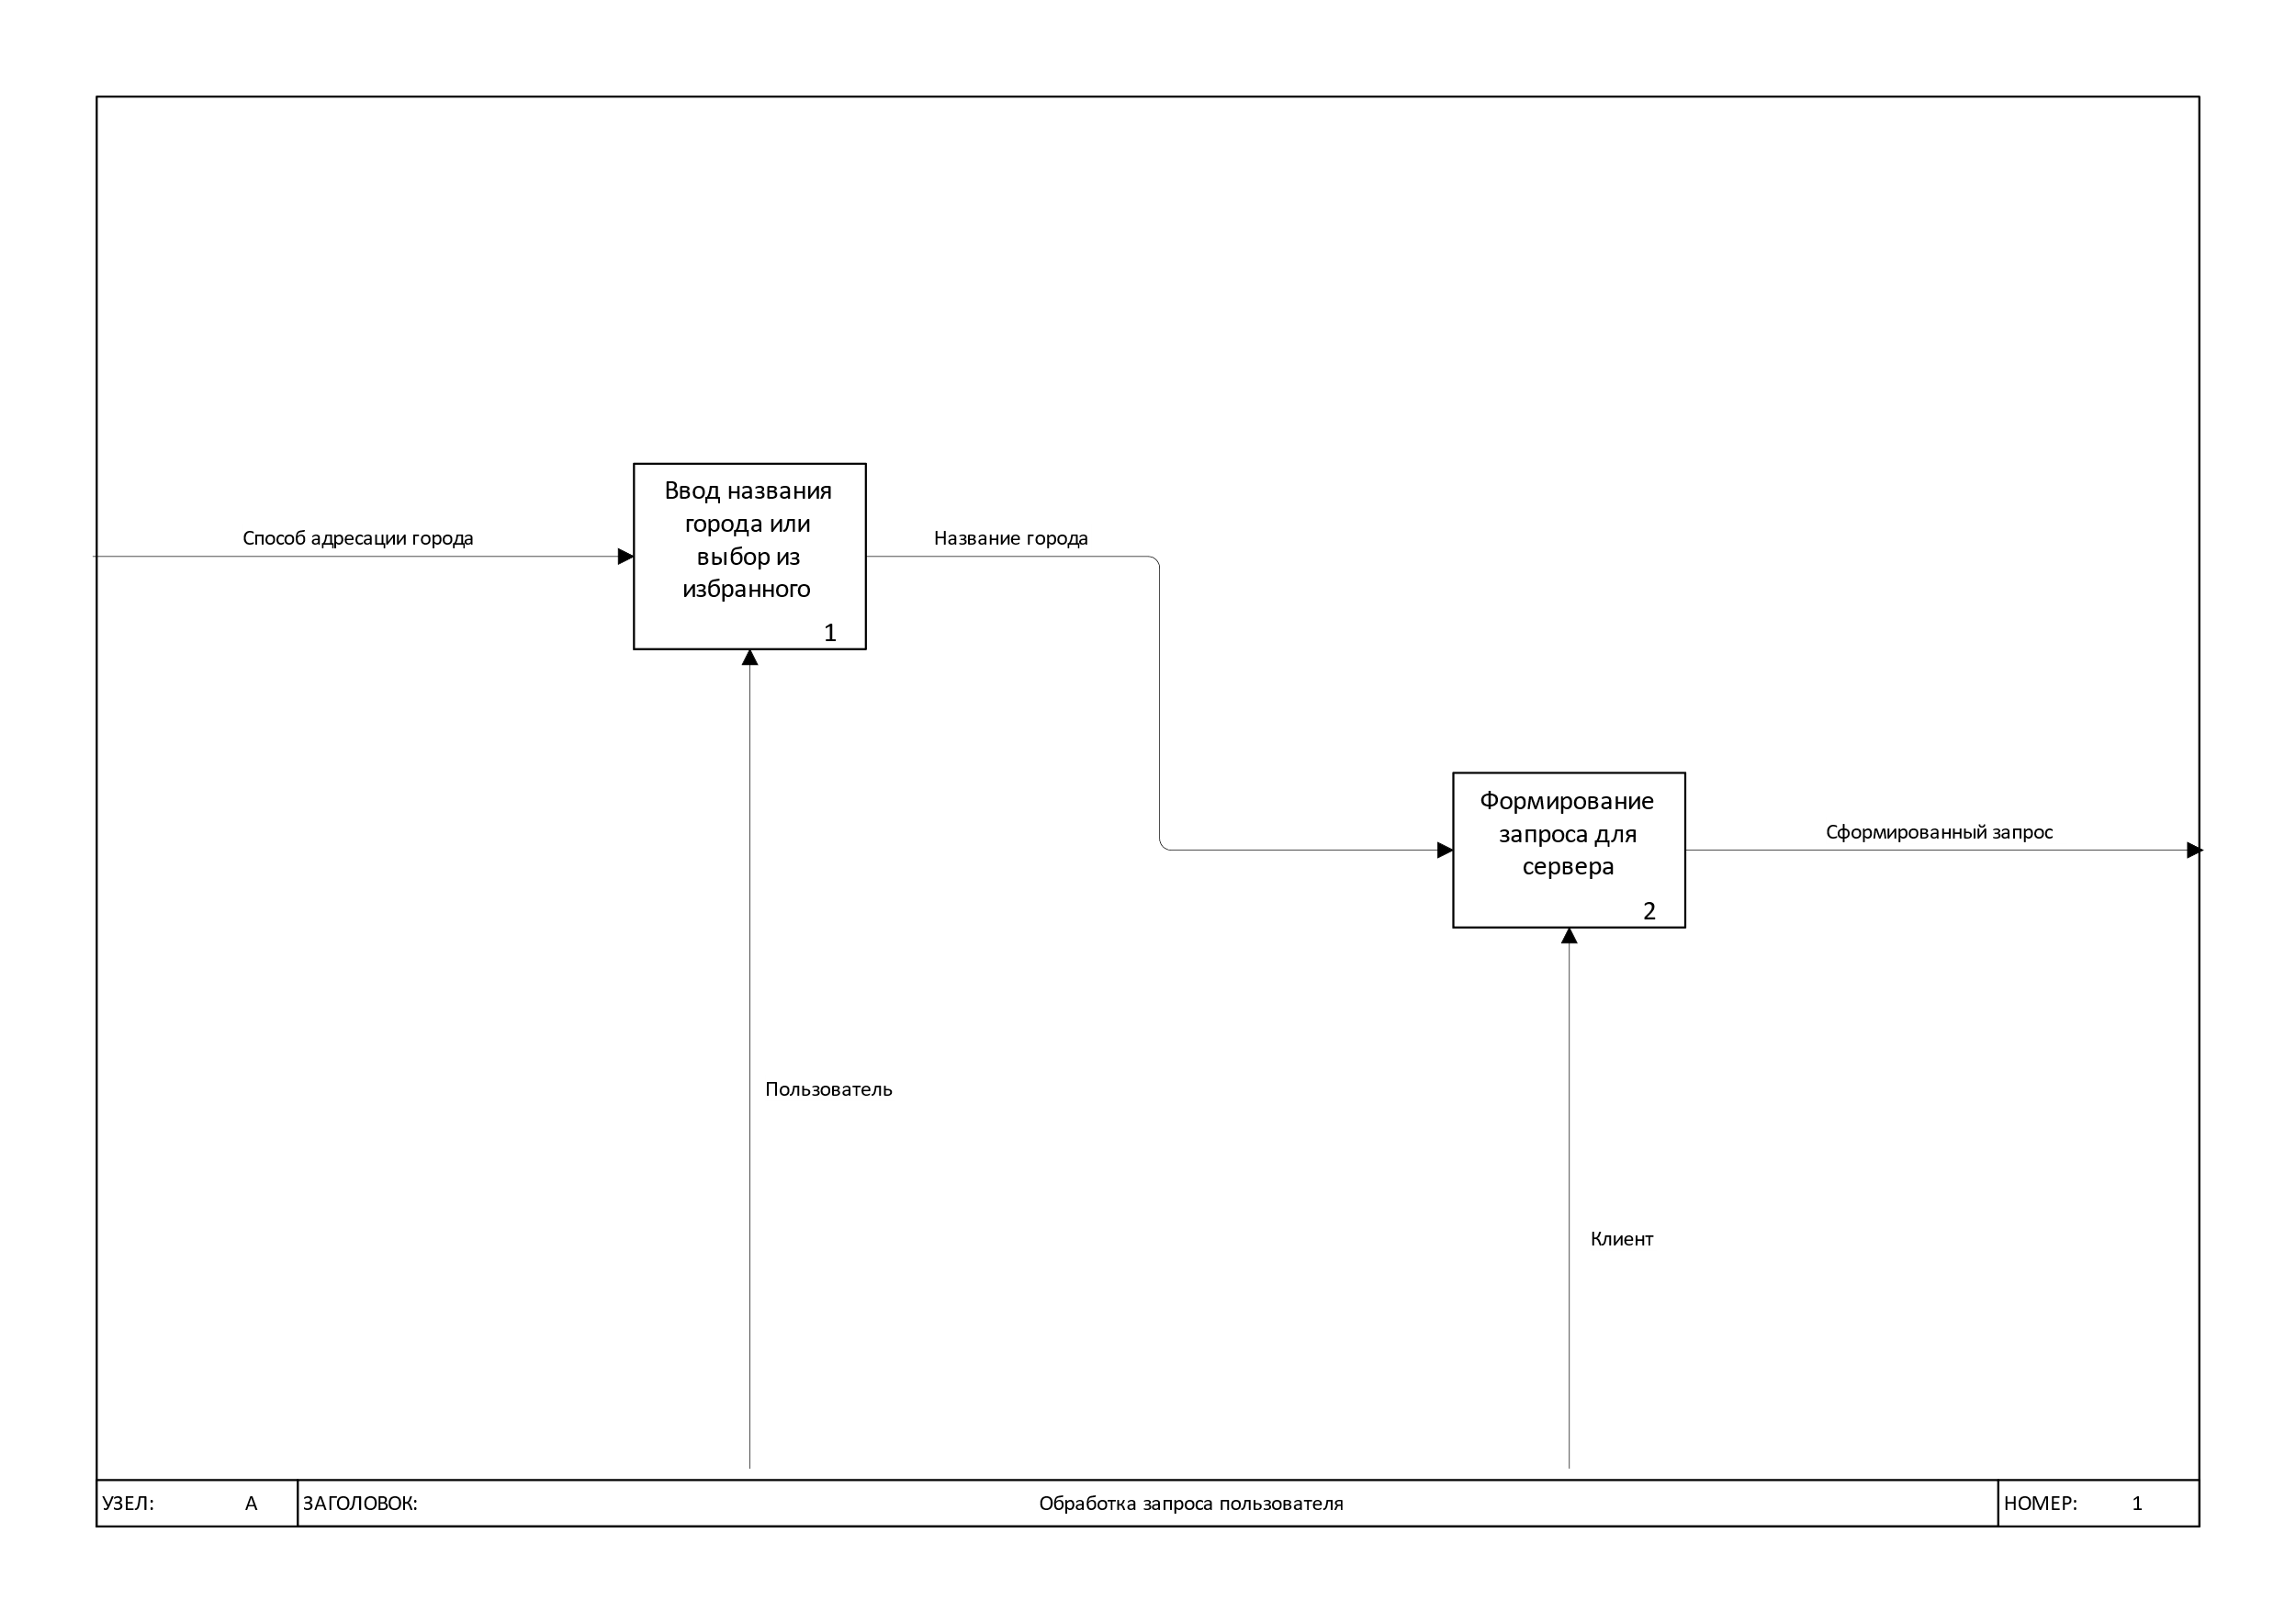 Ввод названия
города или
выбор из
избранного
1
Способ адресации города
Название города
Формирование
запроса для
сервера
2
Сформированный запрос
Пользователь
Клиент
УЗЕЛ: А ЗАГОЛОВОК: Обработка запроса пользователя НОМЕР: 1